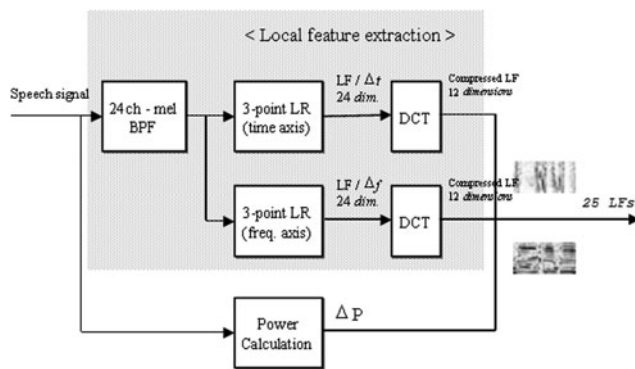 < Local feature extraction >
Speech signal
24ch - mel
BPF
3-point LR
(time axis)
LF / Δt
24 dim.
DCT
Compressed LF
12 dimensions
3-point LR
(freq. axis)
LF / Δf
24 dim.
DCT
Compressed LF
12 dimensions
25 LFs
Power
Calculation
Δ P